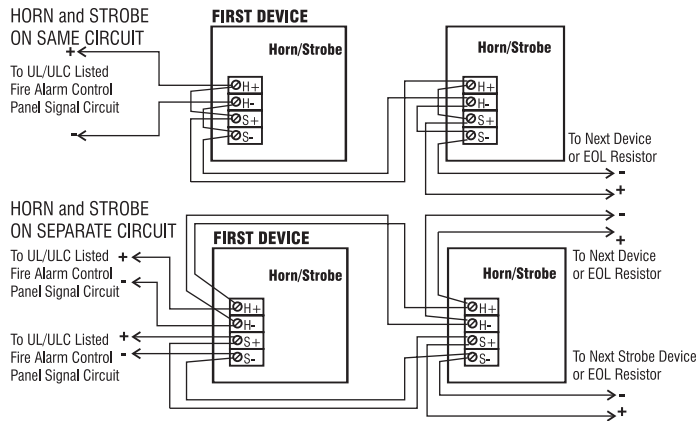 HORN and STROBE
ON SAME CIRCUIT
+
To UL/ULC Listed
Fire Alarm Control
Panel Signal Circuit
-
FIRST DEVICE
Horn/Strobe
H+
H-
S+
S-
Horn/Strobe
H+
H-
S+
S-
To Next Device
or EOL Resistor
-
+
HORN and STROBE
ON SEPARATE CIRCUIT
To UL/ULC Listed +
Fire Alarm Control
Panel Signal Circuit -
To UL/ULC Listed +
Fire Alarm Control -
Panel Signal Circuit
FIRST DEVICE
Horn/Strobe
H+
H-
S+
S-
Horn/Strobe
H+
H-
S+
S-
-
+
To Next Device
or EOL Resistor
To Next Strobe Device
or EOL Resistor
-
+